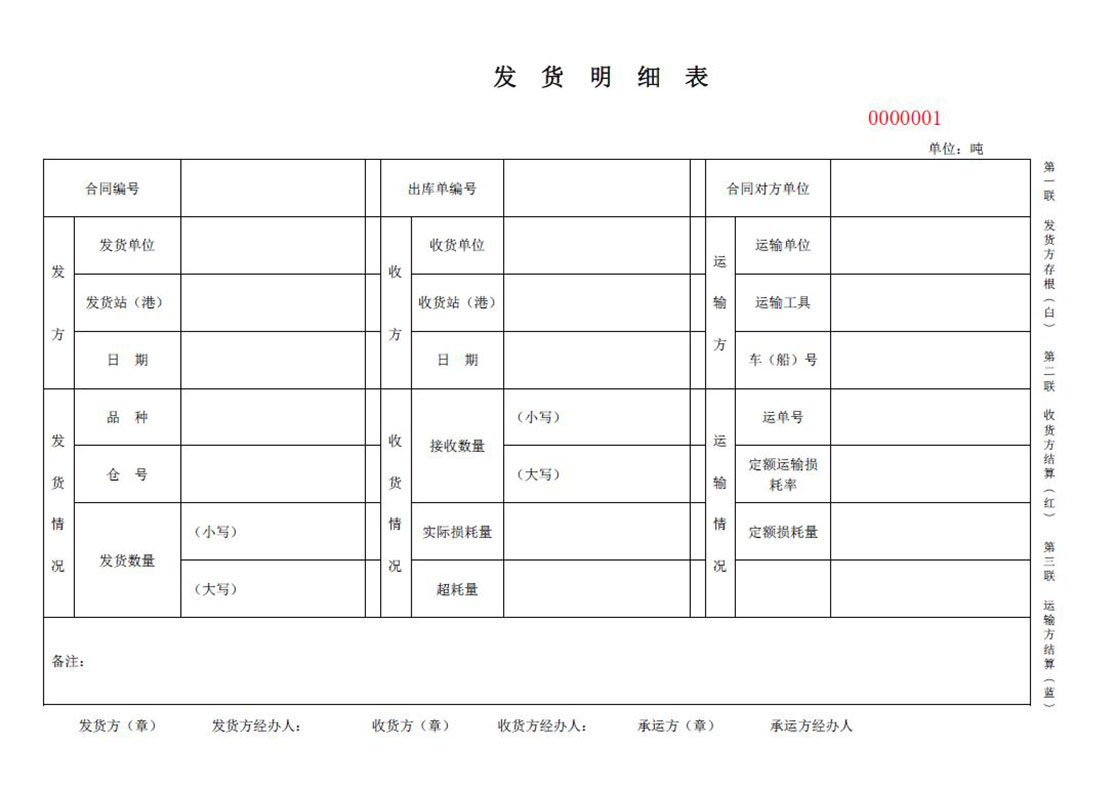 发 货 明 细 表
0000001
单位：吨
合同编号 出库单编号 合同对方单位
发方 发货单位 收方 收货单位 运输方 运输单位
发货站（港） 收货站（港） 运输工具
日 期 日 期 车（船）号
发货情况 品 种 收货情况 接收数量 （小写） 运输情况 运单号
仓 号 （大写） 定额运输损
耗率
发货数量 （小写） 实际损耗量 定额损耗量
（大写） 超耗量
备注：
发货方（章） 发货方经办人： 收货方（章） 收货方经办人： 承运方（章） 承运方经办人
第一联 发货方存根（白） 第二联 收货方结算（红） 第三联 运输方结算（蓝）